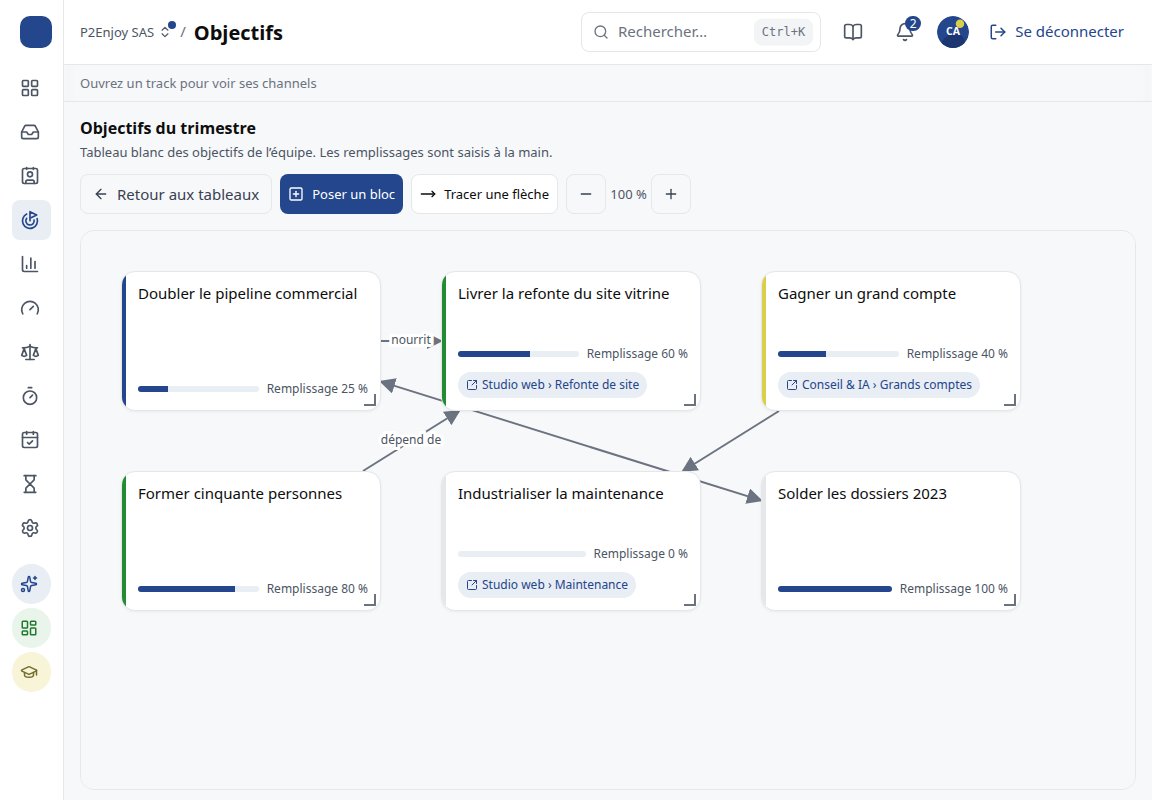 P2Enjoy SAS / Objectifs
Rechercher...
Ctrl+K
2
CA
Se déconnecter
Ouvrez un track pour voir ses channels
Objectifs du trimestre
Tableau blanc des objectifs de l'équipe. Les remplissages sont saisis à la main.
Retour aux tableaux
Poser un bloc
Tracer une flèche
100 %
Doubler le pipeline commercial
Remplissage 25 %
nourrit
Livrer la refonte du site vitrine
Remplissage 60 %
Studio web › Refonte de site
Gagner un grand compte
Remplissage 40 %
Conseil & IA › Grands comptes
dépend de
Former cinquante personnes
Remplissage 80 %
Industrialiser la maintenance
Remplissage 0 %
Studio web › Maintenance
Solder les dossiers 2023
Remplissage 100 %